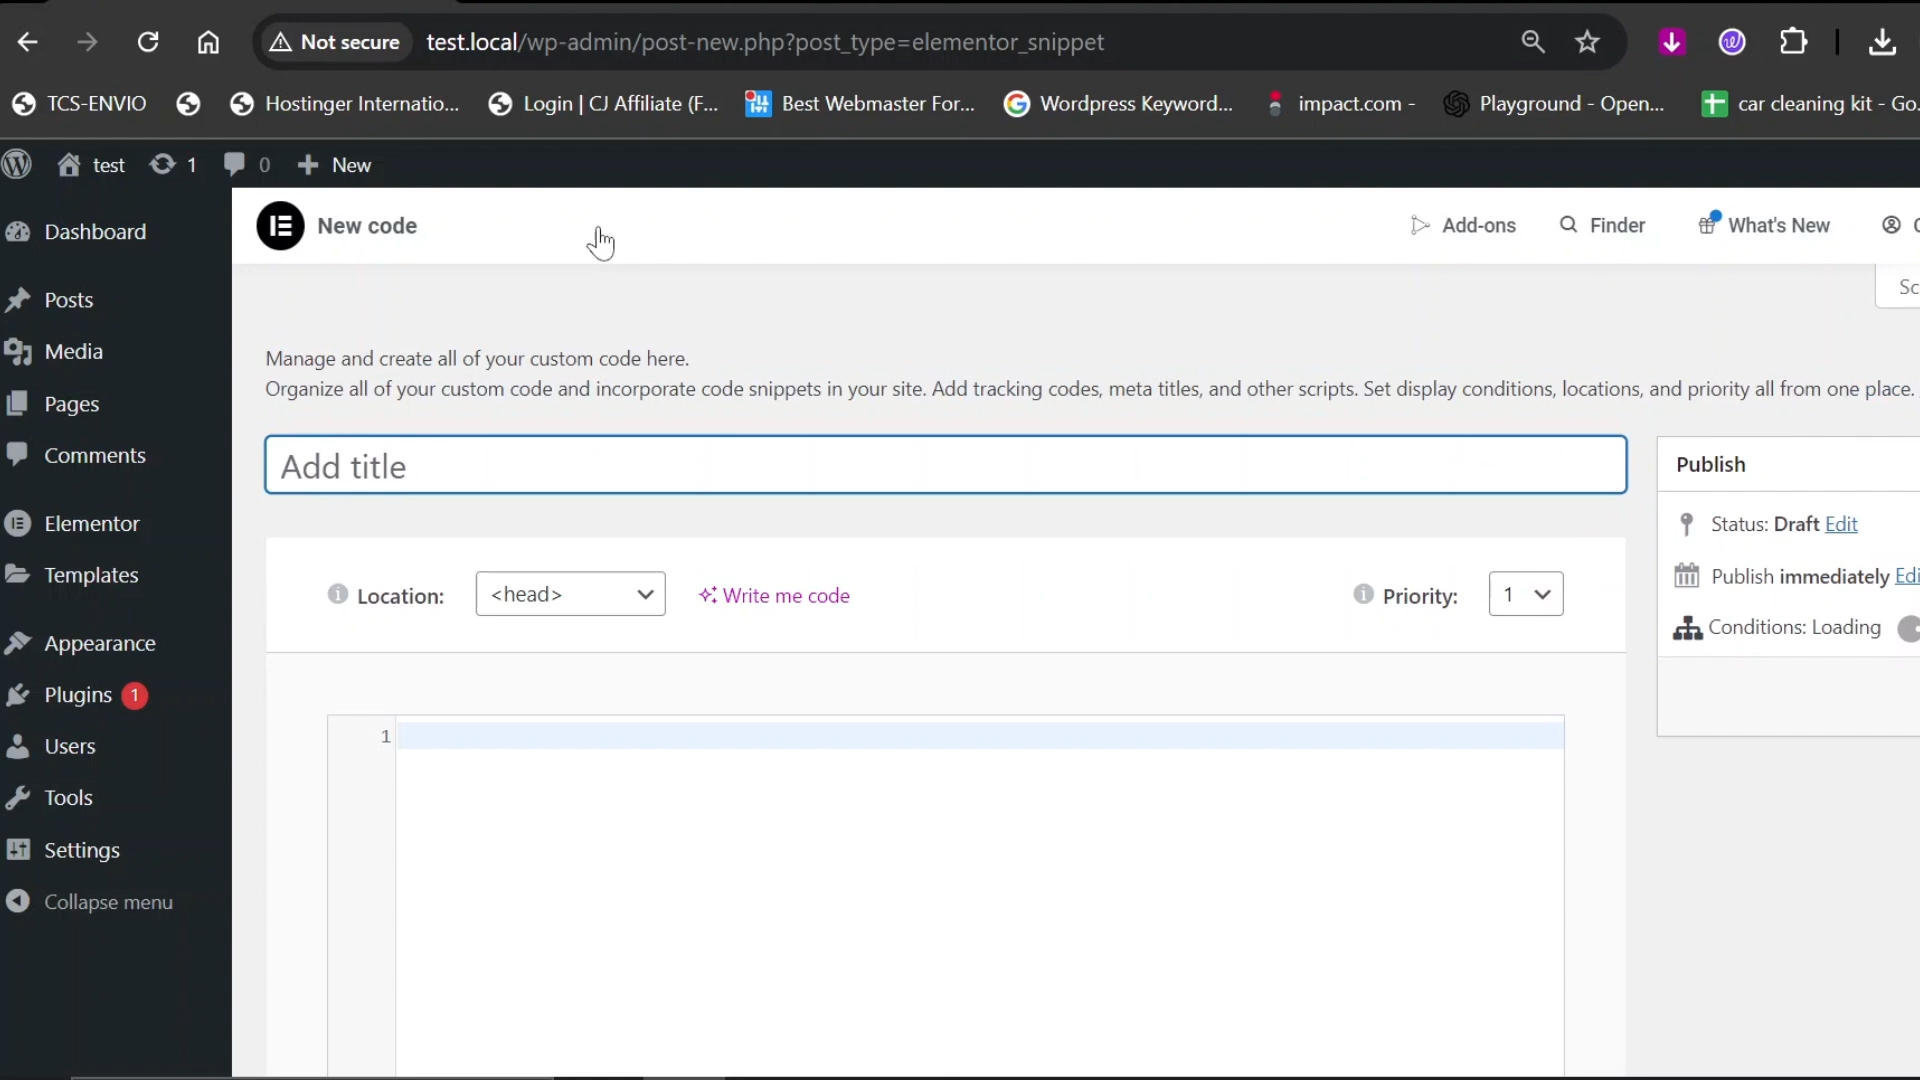 Not secure test.local/wp-admin/post-new.php?post_type=elementor_snippet
TCS-ENVIO Hostinger Internatio... Login | CJ Affiliate (F... Best Webmaster For... Wordpress Keyword... impact.com - Playground - Open... car cleaning kit - Go.
test 1 0 New
New code Add-ons Finder What's New
Dashboard
Posts
Media
Pages
Comments
Elementor
Templates
Appearance
Plugins 1
Users
Tools
Settings
Collapse menu
Sc
Manage and create all of your custom code here.
Organize all of your custom code and incorporate code snippets in your site. Add tracking codes, meta titles, and other scripts. Set display conditions, locations, and priority all from one place.
Add title
Location: <head> Write me code Priority: 1
1
Publish
Status: Draft Edit
Publish immediately Edi
Conditions: Loading